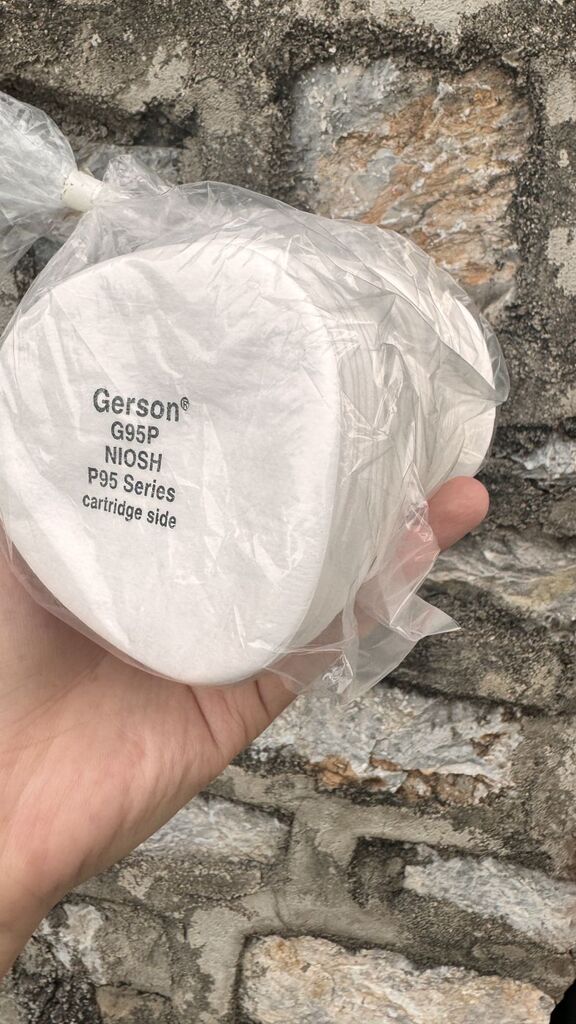 Gerson®
G95P
NIOSH
P95 Series
cartridge side